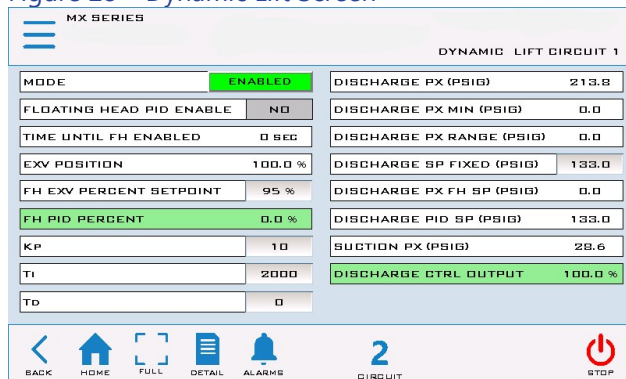 MX SERIES
DYNAMIC LIFT CIRCUIT 1
MODE ENABLED
FLOATING HEAD PID ENABLE NO
TIME UNTIL FH ENABLED 0 SEC
EXV POSITION 100.0 %
FH EXV PERCENT SETPOINT 95 %
FH PID PERCENT 0.0 %
KP 10
TI 2000
TD 0
DISCHARGE PX (PSIG) 213.8
DISCHARGE PX MIN (PSIG) 0.0
DISCHARGE PX RANGE (PSIG) 0.0
DISCHARGE SP FIXED (PSIG) 133.0
DISCHARGE PX FH SP (PSIG) 0.0
DISCHARGE PID SP (PSIG) 133.0
SUCTION PX (PSIG) 28.6
DISCHARGE CTRL OUTPUT 100.0 %
BACK HOME FULL DETAIL ALARMS 2 CIRCUIT STOP